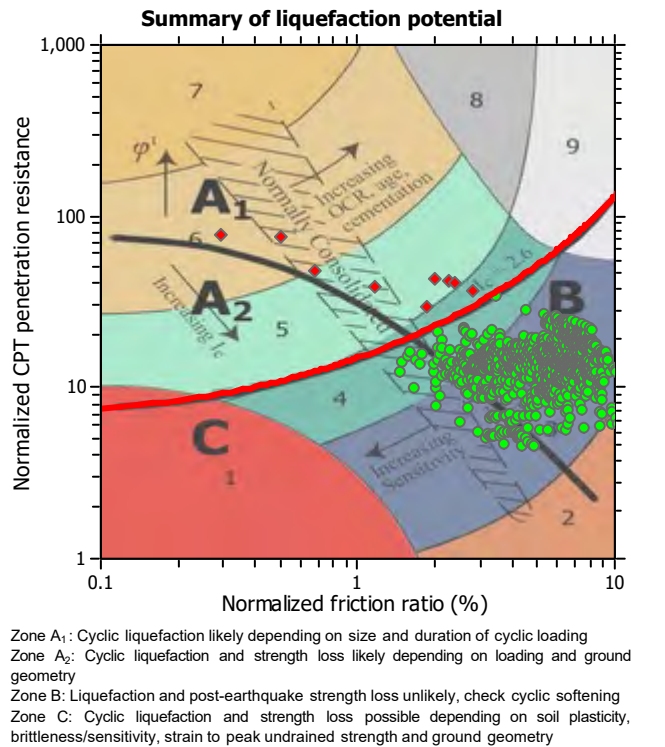 Summary of liquefaction potential
1,000
7
8
9
φ'
Increasing
OCR, age,
cementation
A1
Normally Consolidated
100
6
A2
Ic = 2.6
B
Increasing Ic
5
10
4
C
Increasing
Sensitivity
1
2
1
0.1
1
10
Normalized CPT penetration resistance
Normalized friction ratio (%)
Zone A1: Cyclic liquefaction likely depending on size and duration of cyclic loading
Zone A2: Cyclic liquefaction and strength loss likely depending on loading and ground
geometry
Zone B: Liquefaction and post-earthquake strength loss unlikely, check cyclic softening
Zone C: Cyclic liquefaction and strength loss possible depending on soil plasticity,
brittleness/sensitivity, strain to peak undrained strength and ground geometry